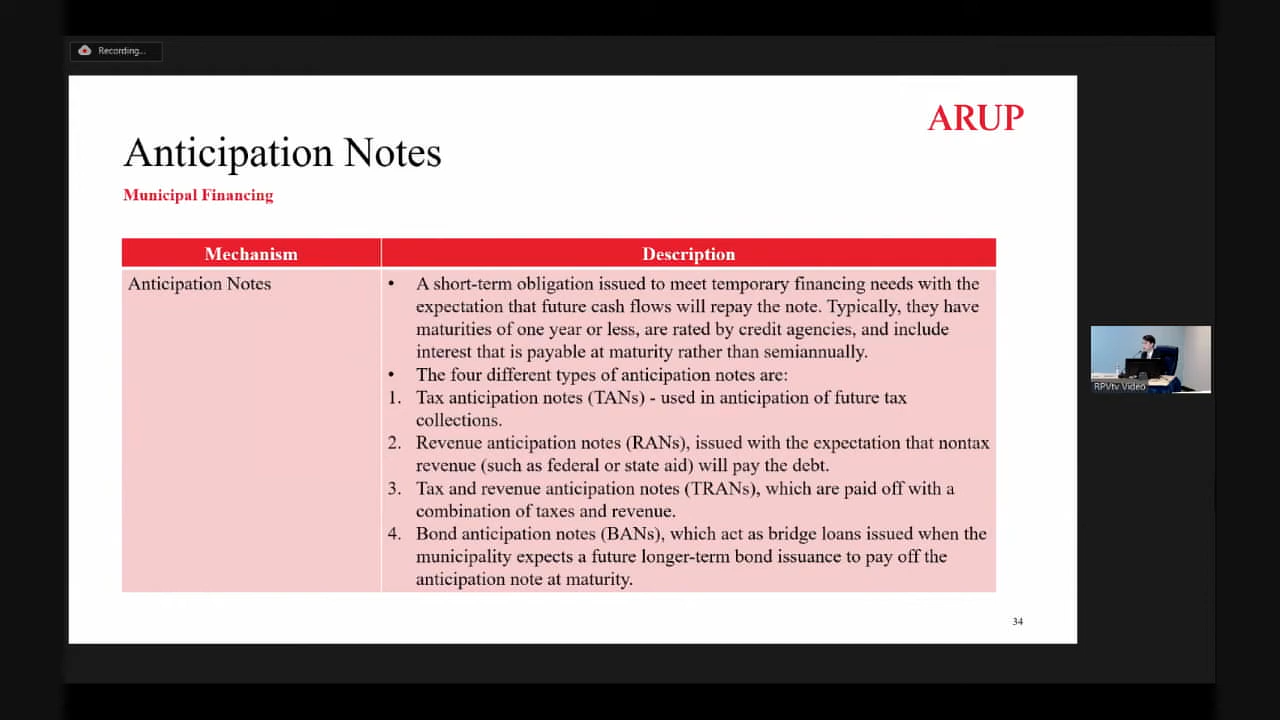 Recording...
ARUP
Anticipation Notes
Municipal Financing
Mechanism
Description
Anticipation Notes
• A short-term obligation issued to meet temporary financing needs with the
expectation that future cash flows will repay the note. Typically, they have
maturities of one year or less, are rated by credit agencies, and include
interest that is payable at maturity rather than semiannually.
• The four different types of anticipation notes are:
1. Tax anticipation notes (TANs) - used in anticipation of future tax
collections.
2. Revenue anticipation notes (RANs), issued with the expectation that nontax
revenue (such as federal or state aid) will pay the debt.
3. Tax and revenue anticipation notes (TRANs), which are paid off with a
combination of taxes and revenue.
4. Bond anticipation notes (BANs), which act as bridge loans issued when the
municipality expects a future longer-term bond issuance to pay off the
anticipation note at maturity.
34
RPVtv Video